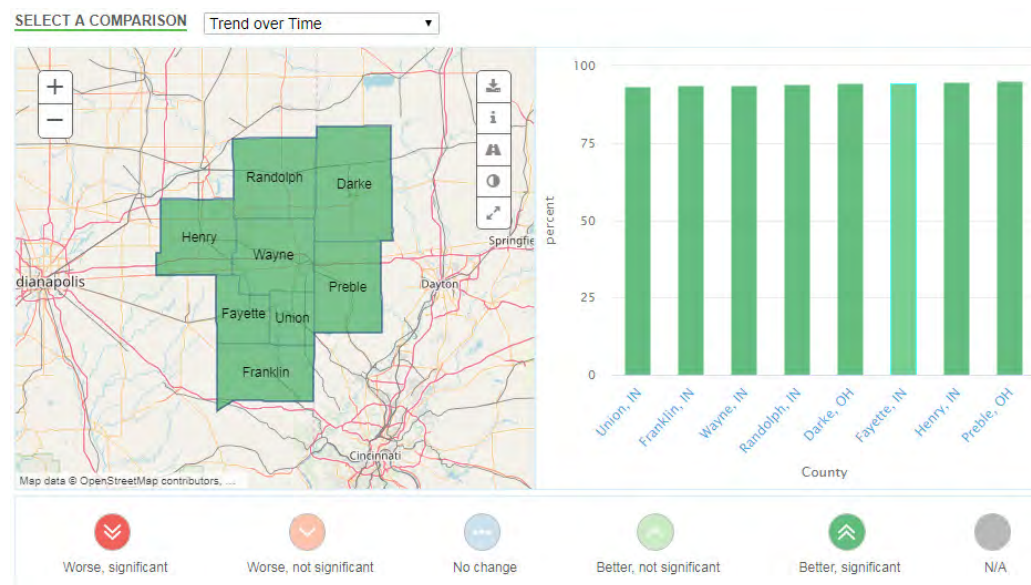 SELECT A COMPARISON
Trend over Time
+
−
i
Randolph
Darke
Henry
Wayne
Springfie
dianapolis
Preble
Dayton
Fayette
Union
Franklin
Cincinnati
Map data © OpenStreetMap contributors, ...
100
75
50
25
0
percent
Union, IN
Franklin, IN
Wayne, IN
Randolph, IN
Darke, OH
Fayette, IN
Henry, IN
Preble, OH
County
Worse, significant
Worse, not significant
No change
Better, not significant
Better, significant
N/A